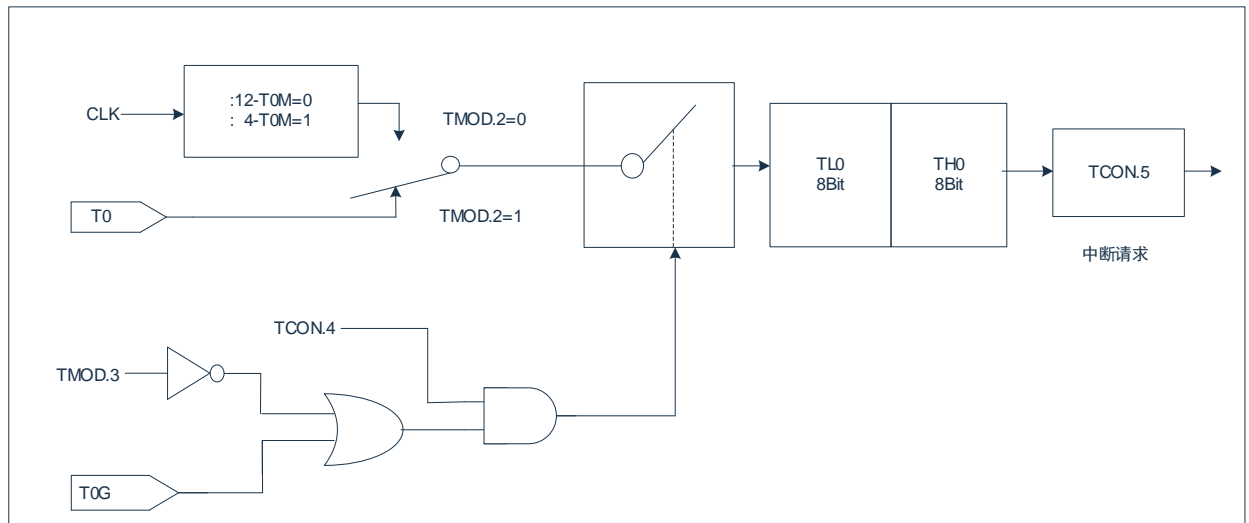 :12-T0M=0
: 4-T0M=1
CLK
TMOD.2=0
T0
TMOD.2=1
TL0
8Bit
TH0
8Bit
TCON.5
中断请求
TCON.4
TMOD.3
T0G